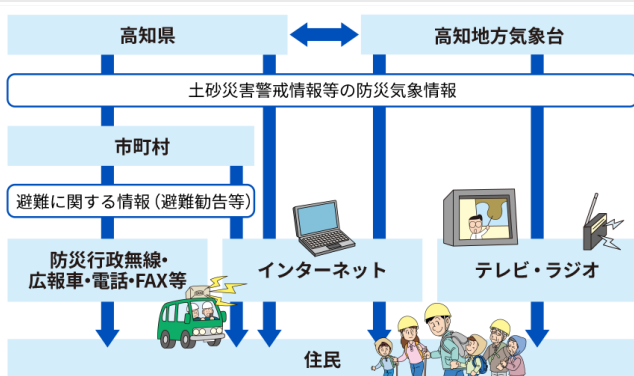 高知県
高知地方気象台
土砂災害警戒情報等の防災気象情報
市町村
避難に関する情報（避難勧告等）
防災行政無線・
広報車・電話・FAX等
インターネット
テレビ・ラジオ
住民